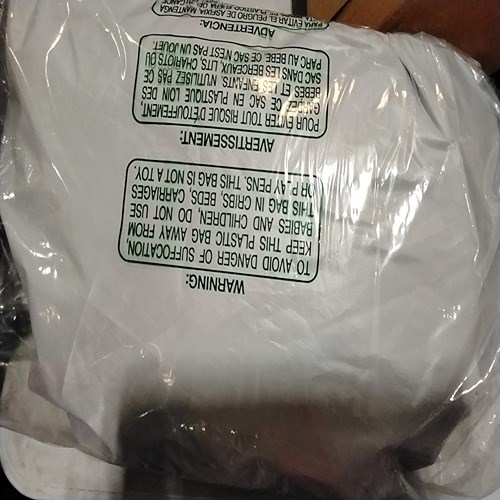 WARNING:
TO AVOID DANGER OF SUFFOCATION,
KEEP THIS PLASTIC BAG AWAY FROM
BABIES AND CHILDREN. DO NOT USE
THIS BAG IN CRIBS, BEDS, CARRIAGES
OR PLAY PENS. THIS BAG IS NOT A TOY.
AVERTISSEMENT:
POUR ÉVITER TOUT RISQUE D'ÉTOUFFEMENT,
GARDEZ CE SAC EN PLASTIQUE LOIN DES
BEBES ET LES ENFANTS. N'UTILISEZ PAS CE
SAC DANS LES BERCEAUX, LITS, CHARIOTS OU
PARC AU BEBE. CE SAC N'EST PAS UN JOUET.
ADVERTENCIA:
PARA EVITAR EL PELIGRO DE ASFIXIA, MANTENGA